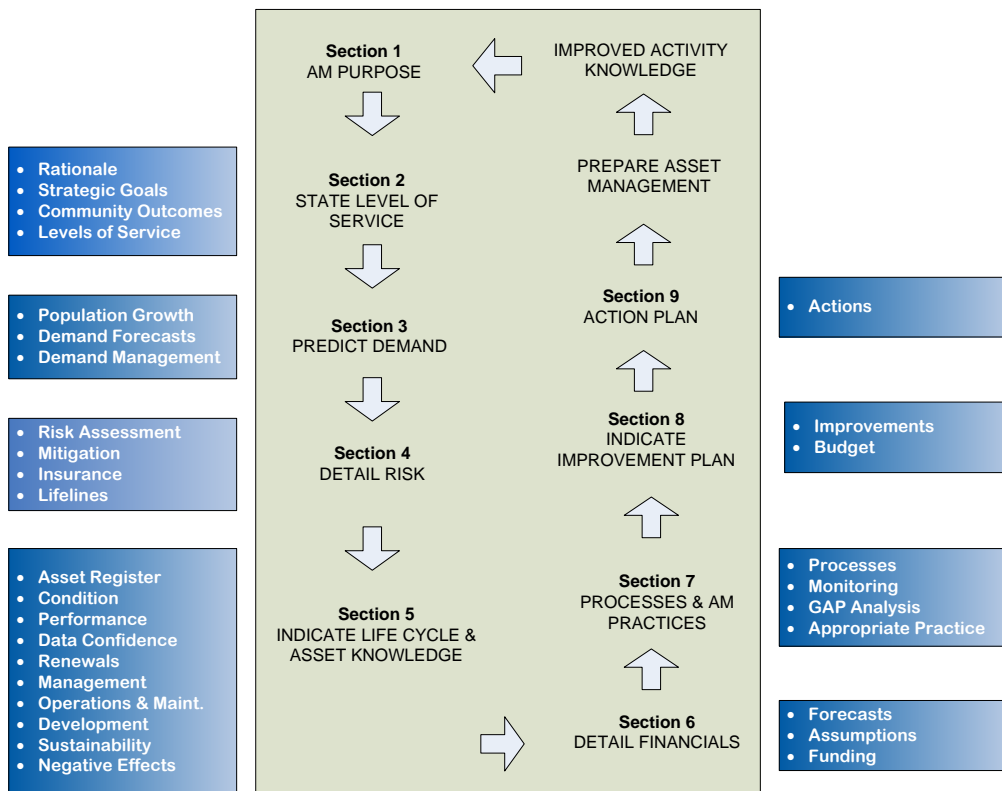 Section 1
AM PURPOSE
Section 2
STATE LEVEL OF
SERVICE
Section 3
PREDICT DEMAND
Section 4
DETAIL RISK
Section 5
INDICATE LIFE CYCLE &
ASSET KNOWLEDGE
Section 6
DETAIL FINANCIALS
Section 7
PROCESSES & AM
PRACTICES
Section 8
INDICATE
IMPROVEMENT PLAN
Section 9
ACTION PLAN
PREPARE ASSET
MANAGEMENT
IMPROVED ACTIVITY
KNOWLEDGE
• Rationale
• Strategic Goals
• Community Outcomes
• Levels of Service
• Population Growth
• Demand Forecasts
• Demand Management
• Risk Assessment
• Mitigation
• Insurance
• Lifelines
• Asset Register
• Condition
• Performance
• Data Confidence
• Renewals
• Management
• Operations & Maint.
• Development
• Sustainability
• Negative Effects
• Actions
• Improvements
• Budget
• Processes
• Monitoring
• GAP Analysis
• Appropriate Practice
• Forecasts
• Assumptions
• Funding